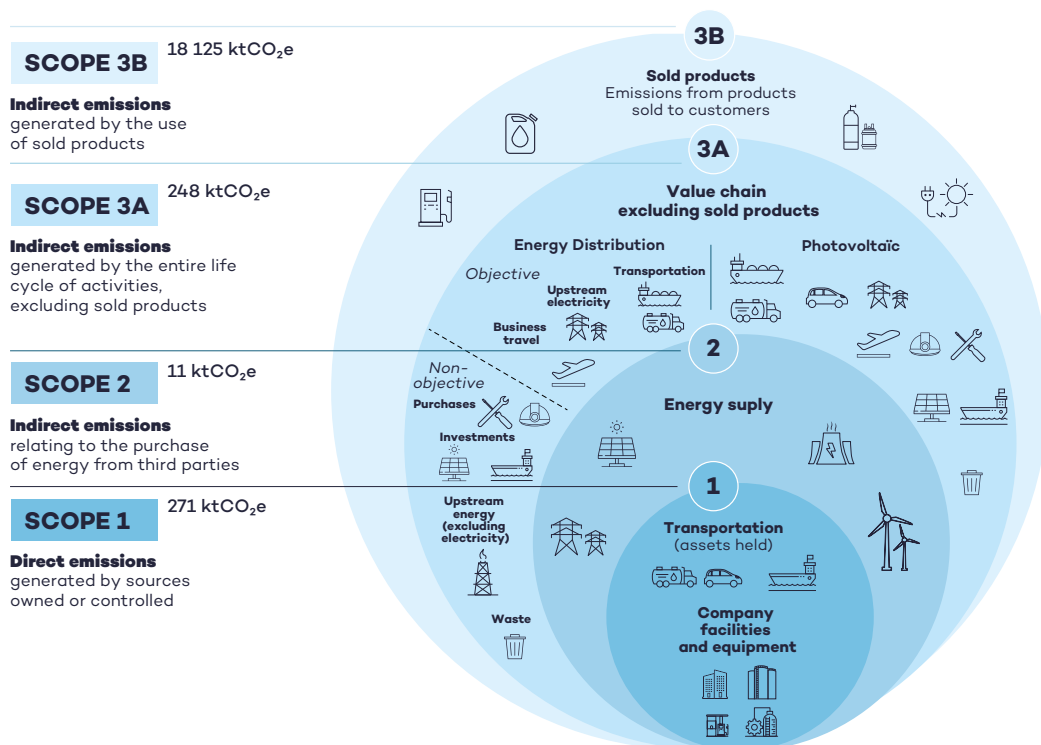 SCOPE 3B
18 125 ktCO₂e
Indirect emissions
generated by the use
of sold products
SCOPE 3A
248 ktCO₂e
Indirect emissions
generated by the entire life
cycle of activities,
excluding sold products
SCOPE 2
11 ktCO₂e
Indirect emissions
relating to the purchase
of energy from third parties
SCOPE 1
271 ktCO₂e
Direct emissions
generated by sources
owned or controlled
3B
Sold products
Emissions from products
sold to customers
3A
Value chain
excluding sold products
Energy Distribution
Objective
Transportation
Upstream
electricity
Business
travel
Photovoltaïc
Non-
objective
Purchases
Investments
Upstream
energy
(excluding
electricity)
Waste
2
Energy suply
1
Transportation
(assets held)
Company
facilities
and equipment